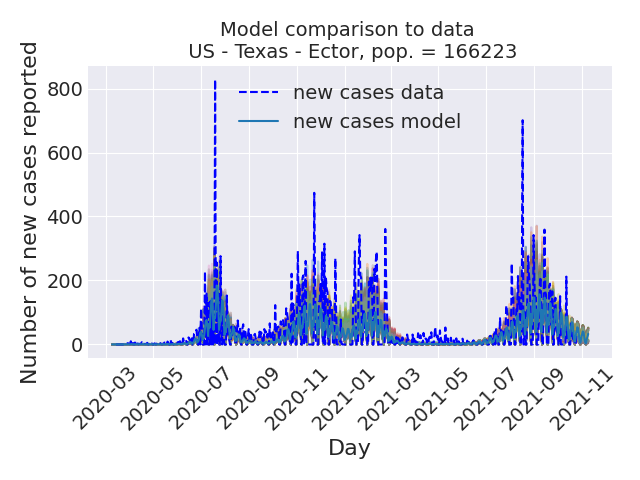 Model comparison to data
US - Texas - Ector, pop. = 166223
Number of new cases reported
800
600
400
200
0
new cases data
new cases model
2020-03
2020-05
2020-07
2020-09
2020-11
2021-01
2021-03
2021-05
2021-07
2021-09
2021-11
Day